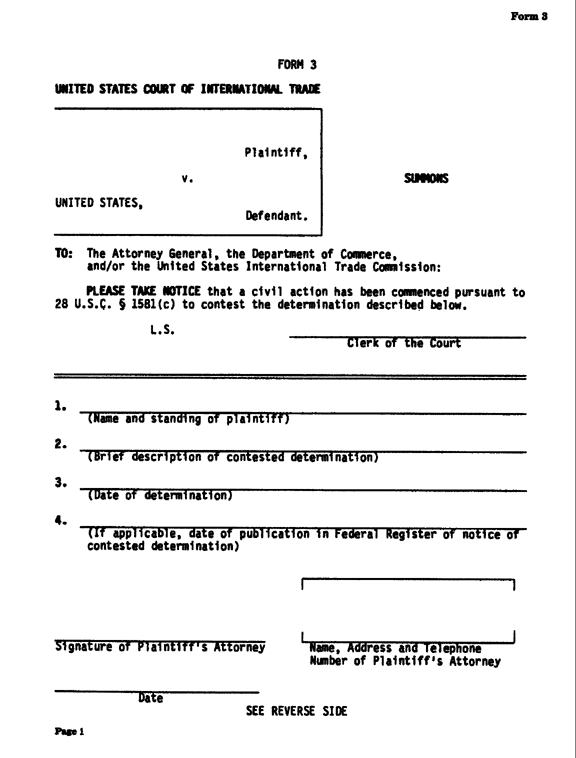 Form 3
FORM 3
UNITED STATES COURT OF INTERNATIONAL TRADE
Plaintiff,
v.
SUMMONS
UNITED STATES,
Defendant.
TO: The Attorney General, the Department of Commerce,
and/or the United States International Trade Commission:
PLEASE TAKE NOTICE that a civil action has been commenced pursuant to
28 U.S.C. § 1581(c) to contest the determination described below.
L.S.
Clerk of the Court
1.
(Name and standing of plaintiff)
2.
(Brief description of contested determination)
3.
(Date of determination)
4.
(If applicable, date of publication in Federal Register of notice of
contested determination)
Signature of Plaintiff's Attorney
Name, Address and Telephone
Number of Plaintiff's Attorney
Date
SEE REVERSE SIDE
Page 1